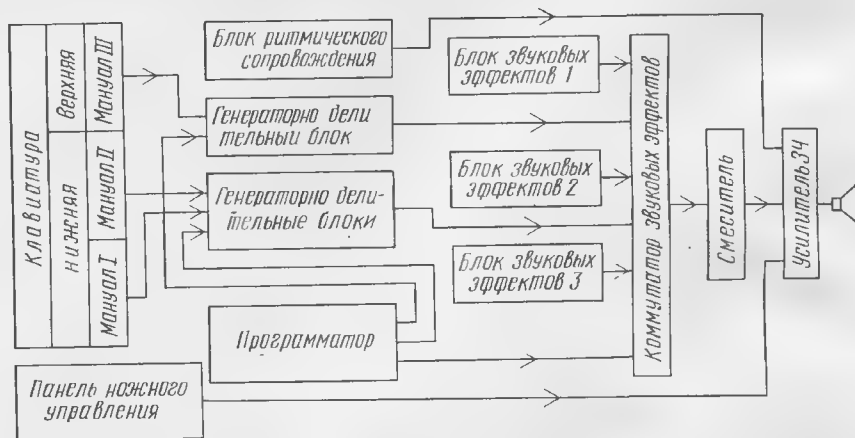 Клавиатура
Верхняя
Нижняя
Мануал III
Мануал II
Мануал I
Блок ритмического
сопровождения
Генераторно дели
тельный блок
Генераторно дели-
тельные блоки
Программатор
Панель ножного
управления
Блок звуковых
эффектов 1
Блок звуковых
эффектов 2
Блок звуковых
эффектов 3
Коммутатор звуковых эффектов
Смеситель
Усилитель ЗЧ